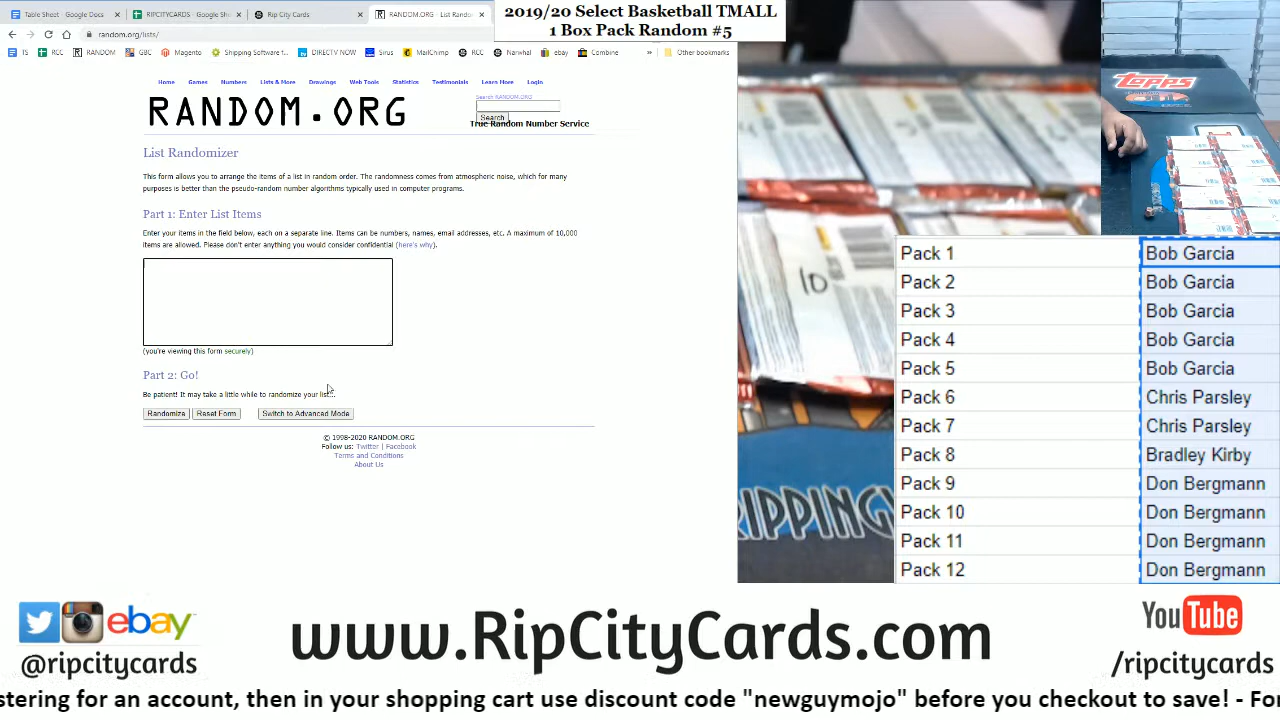 Table Sheet - Google Docs
RIPCITYCARDS - Google She
Rip City Cards
RANDOM.ORG - List Random
random.org/lists/
TS
RCC
RANDOM
GBC
Magento
Shipping Software f...
DIRECTV NOW
Sirus
MailChimp
RCC
Narwhal
ebay
Combine
»
Other bookmarks
2019/20 Select Basketball TMALL
1 Box Pack Random #5
Home
Games
Numbers
Lists & More
Drawings
Web Tools
Statistics
Testimonials
Learn More
Login
RANDOM.ORG
Search RANDOM.ORG
Search
True Random Number Service
List Randomizer
This form allows you to arrange the items of a list in random order. The randomness comes from atmospheric noise, which for many
purposes is better than the pseudo-random number algorithms typically used in computer programs.
Part 1: Enter List Items
Enter your items in the field below, each on a separate line. Items can be numbers, names, email addresses, etc. A maximum of 10,000
items are allowed. Please don't enter anything you would consider confidential (here's why).
(you're viewing this form securely)
Part 2: Go!
Be patient! It may take a little while to randomize your list...
Randomize
Reset Form
Switch to Advanced Mode
© 1998-2020 RANDOM.ORG
Follow us: Twitter | Facebook
Terms and Conditions
About Us
Topps
10
RIPPING
Pack 1 Bob Garcia
Pack 2 Bob Garcia
Pack 3 Bob Garcia
Pack 4 Bob Garcia
Pack 5 Bob Garcia
Pack 6 Chris Parsley
Pack 7 Chris Parsley
Pack 8 Bradley Kirby
Pack 9 Don Bergmann
Pack 10 Don Bergmann
Pack 11 Don Bergmann
Pack 12 Don Bergmann
ebay
@ripcitycards
www.RipCityCards.com
YouTube
/ripcitycards
stering for an account, then in your shopping cart use discount code "newguymojo" before you checkout to save! - Fo